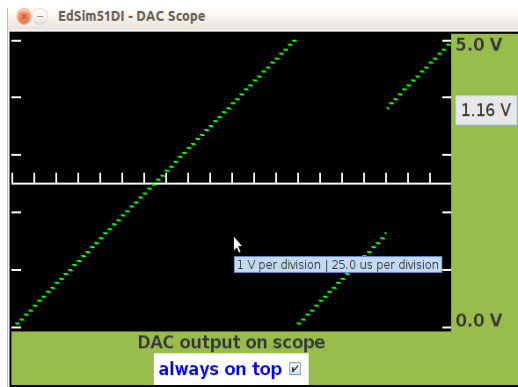 EdSim51DI - DAC Scope
5.0 V
1.16 V
1 V per division | 25.0 us per division
0.0 V
DAC output on scope
always on top